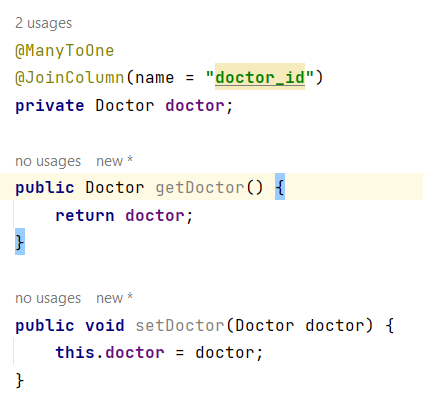 2 usages
@ManyToOne
@JoinColumn(name = "doctor_id")
private Doctor doctor;
no usages new *
public Doctor getDoctor() {
return doctor;
}
no usages new *
public void setDoctor(Doctor doctor) {
this.doctor = doctor;
}